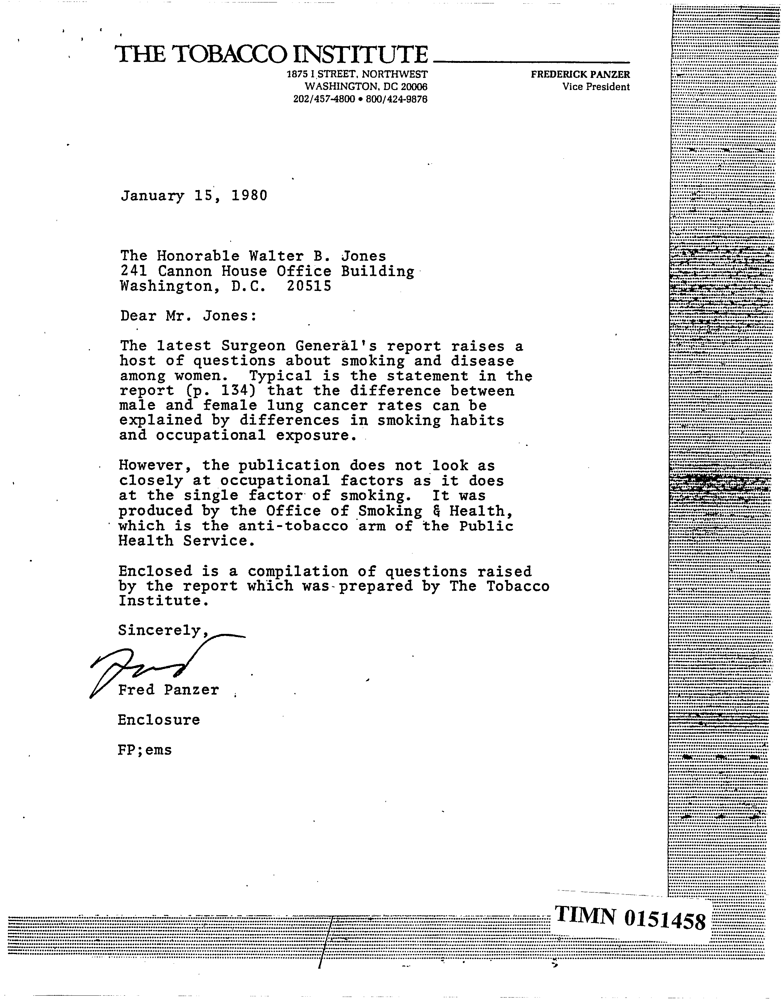 THE TOBACCO INSTITUTE
1875 I STREET, NORTHWEST
WASHINGTON, DC 20006
202/457-4800 • 800/424-9876
FREDERICK PANZER
Vice President
January 15, 1980
The Honorable Walter B. Jones
241 Cannon House Office Building
Washington, D.C. 20515
Dear Mr. Jones:
The latest Surgeon General's report raises a
host of questions about smoking and disease
among women. Typical is the statement in the
report (p. 134) that the difference between
male and female lung cancer rates can be
explained by differences in smoking habits
and occupational exposure.
However, the publication does not look as
closely at occupational factors as it does
at the single factor of smoking. It was
produced by the Office of Smoking & Health,
which is the anti-tobacco arm of the Public
Health Service.
Enclosed is a compilation of questions raised
by the report which was prepared by The Tobacco
Institute.
Sincerely,
Fred
Fred Panzer
Enclosure
FP;ems
TIMN 0151458